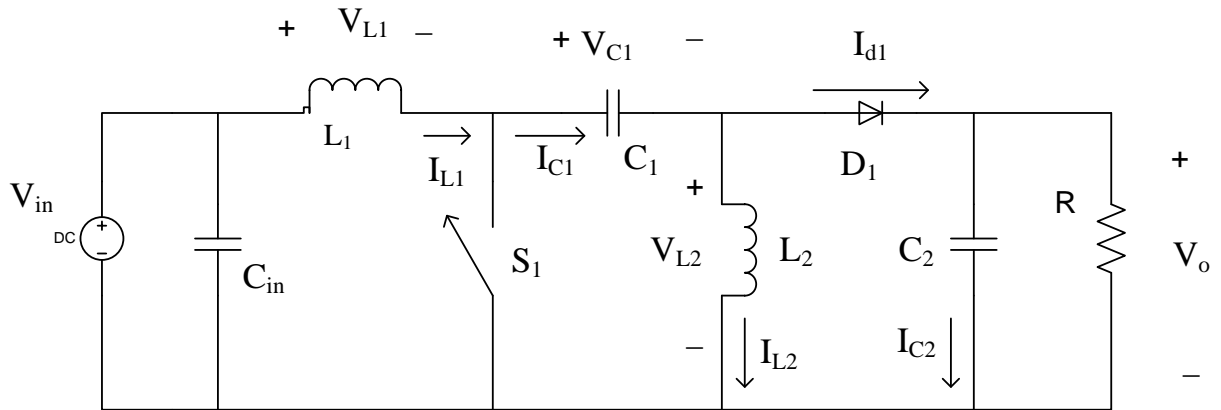 + V_L1 –
+ V_C1 –
I_d1
L_1
I_L1
I_C1
C_1
D_1
+
V_in
DC
+
–
C_in
S_1
+
V_L2
–
L_2
I_L2
C_2
I_C2
R
V_o
–